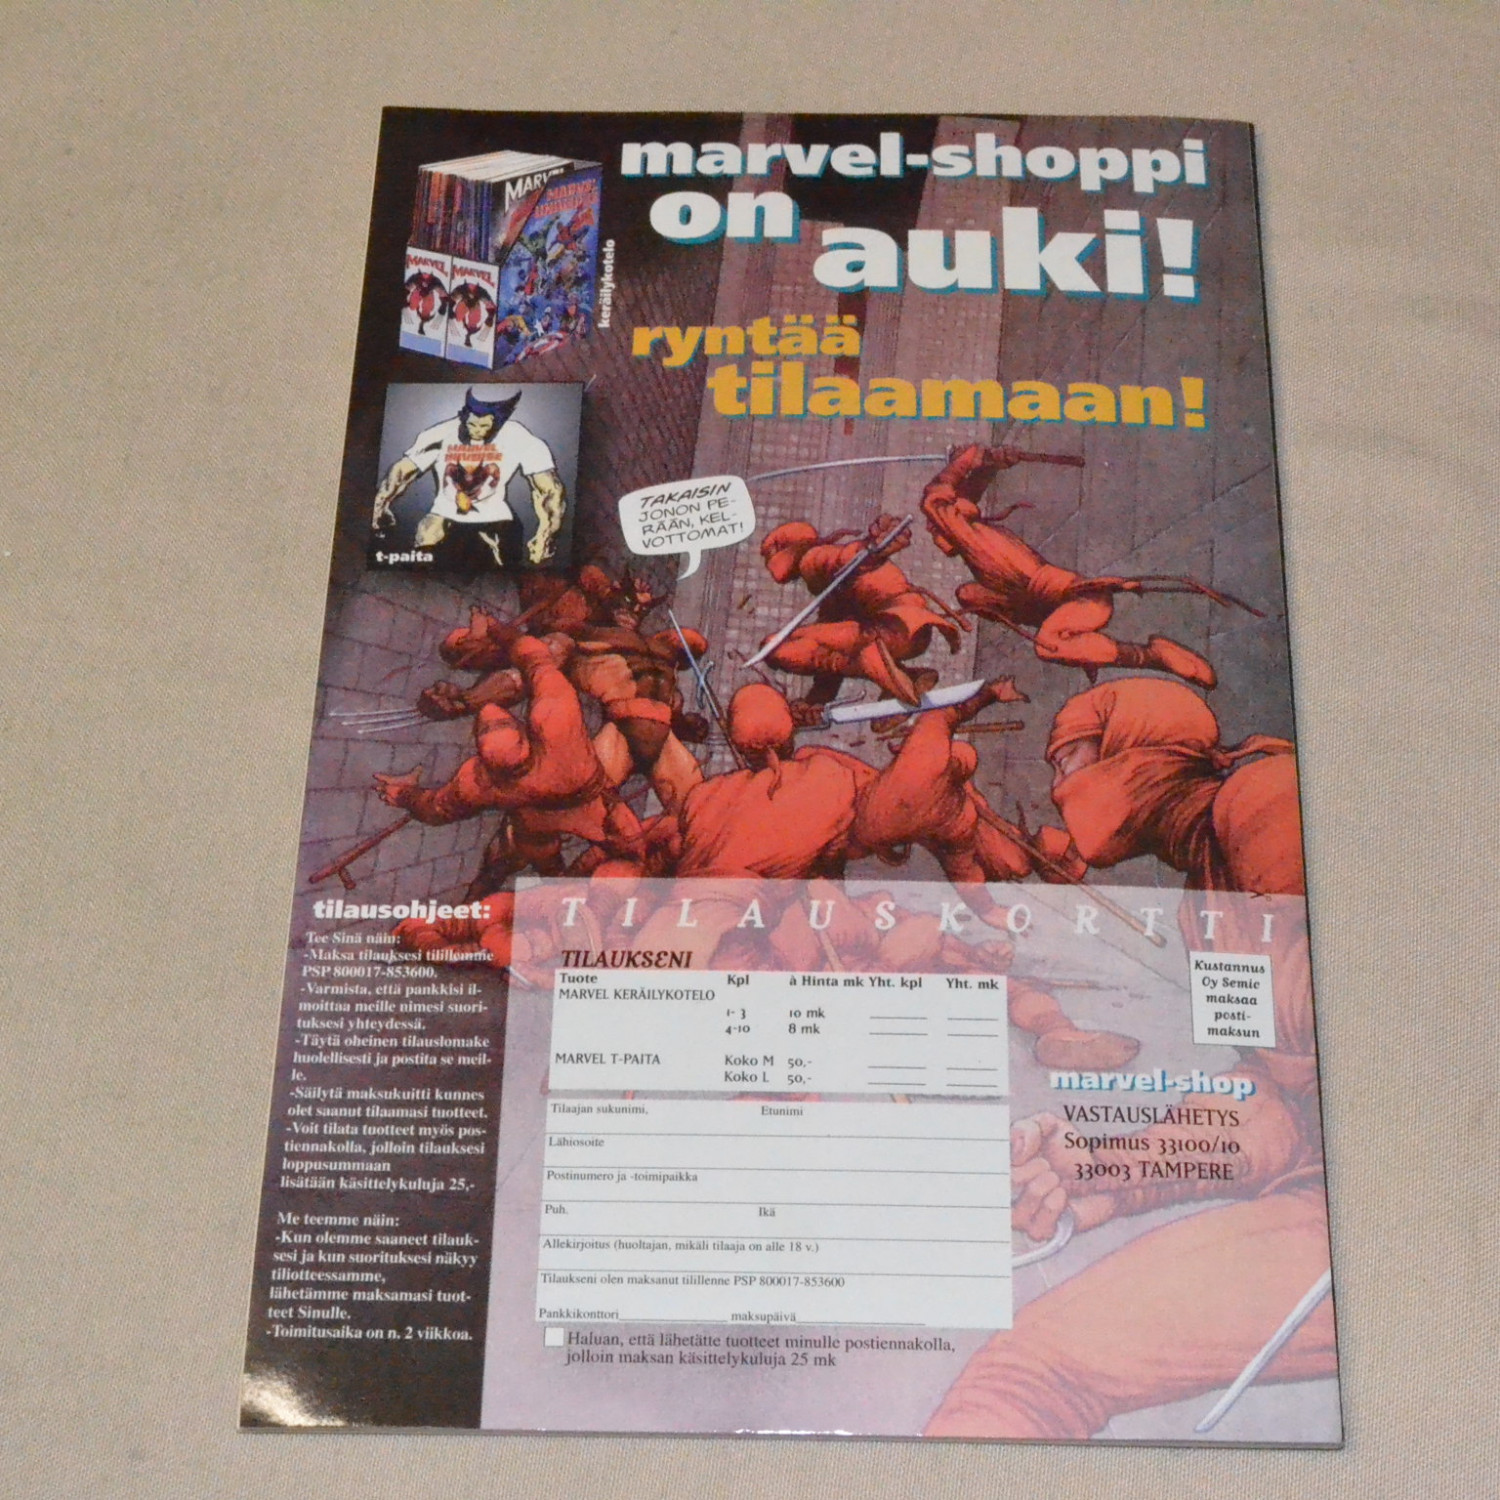 marvel-shoppi
on
auki!
ryntää
tilaamaan!
MARVEL
MARVEL
UNIVERSE
MARVEL
MARVEL
keräilykotelo
MARVEL
UNIVERSE
t-paita
TAKAISIN
JONON PE-
RÄÄN, KEL-
VOTTOMAT!
tilausohjeet:
Tee Sinä näin:
-Maksa tilauksesi tilillemme
PSP 800017-853600.
-Varmista, että pankkisi il-
moittaa meille nimesi suori-
tuksesi yhteydessä.
-Täytä oheinen tilauslomake
huolellisesti ja postita se meil-
le.
-Säilytä maksukuitti kunnes
olet saanut tilaamasi tuotteet.
-Voit tilata tuotteet myös pos-
tiennakolla, jolloin tilauksesi
loppusummaan
lisätään käsittelykuluja 25,-
Me teemme näin:
-Kun olemme saaneet tilauk-
sesi ja kun suorituksesi näkyy
tiliotteessamme,
lähetämme maksamasi tuot-
teet Sinulle.
-Toimitusaika on n. 2 viikkoa.
TILAUSKORTTI
TILAUKSENI
Tuote Kpl à Hinta mk Yht. kpl Yht. mk
MARVEL KERÄILYKOTELO
1- 3 10 mk
4-10 8 mk
MARVEL T-PAITA Koko M 50,-
Koko L 50,-
Tilaajan sukunimi, Etunimi
Lähiosoite
Postinumero ja -toimipaikka
Puh. Ikä
Allekirjoitus (huoltajan, mikäli tilaaja on alle 18 v.)
Tilaukseni olen maksanut tilillenne PSP 800017-853600
Pankkikonttori maksupäivä
Haluan, että lähetätte tuotteet minulle postiennakolla,
jolloin maksan käsittelykuluja 25 mk
Kustannus
Oy Semic
maksaa
posti-
maksun
marvel-shop
VASTAUSLÄHETYS
Sopimus 33100/10
33003 TAMPERE